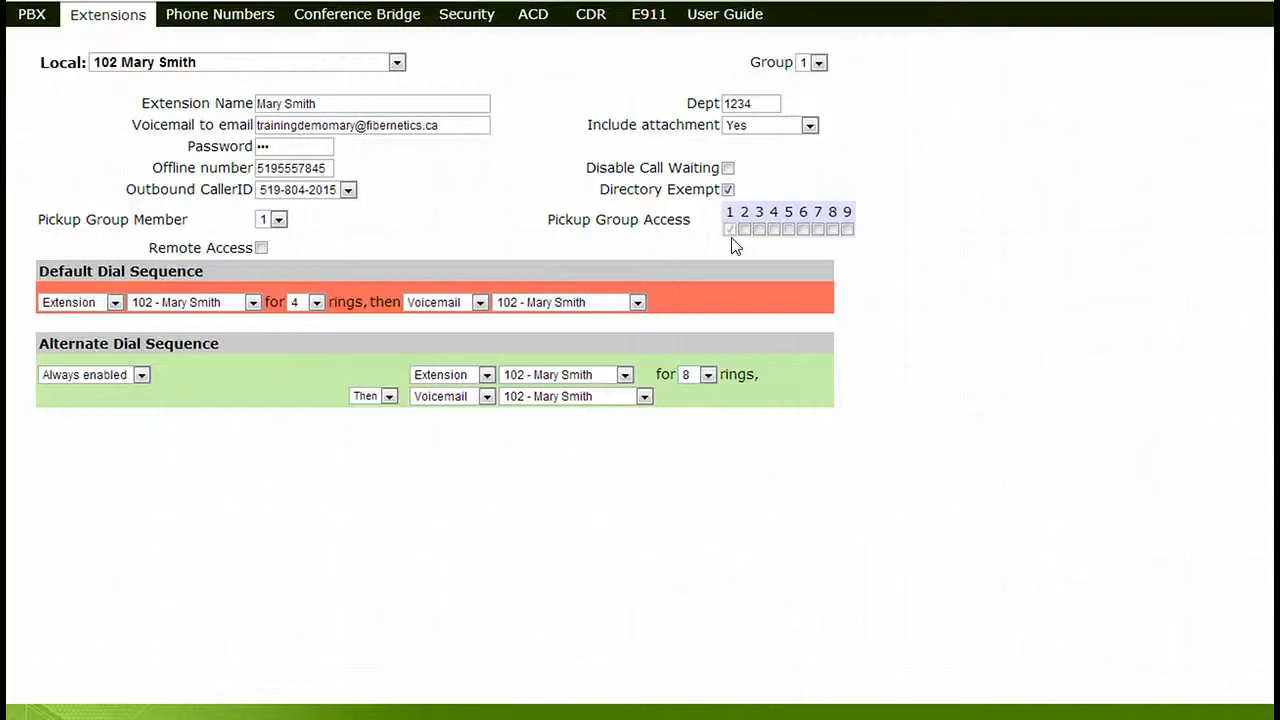 PBX Extensions Phone Numbers Conference Bridge Security ACD CDR E911 User Guide
Local: 102 Mary Smith Group 1
Extension Name Mary Smith Dept 1234
Voicemail to email trainingdemomary@fibernetics.ca Include attachment Yes
Password •••
Offline number 5195557845 Disable Call Waiting
Outbound CallerID 519-804-2015 Directory Exempt
1 2 3 4 5 6 7 8 9
Pickup Group Member 1 Pickup Group Access
Remote Access
Default Dial Sequence
Extension 102 - Mary Smith for 4 rings, then Voicemail 102 - Mary Smith
Alternate Dial Sequence
Always enabled Extension 102 - Mary Smith for 8 rings,
Then Voicemail 102 - Mary Smith